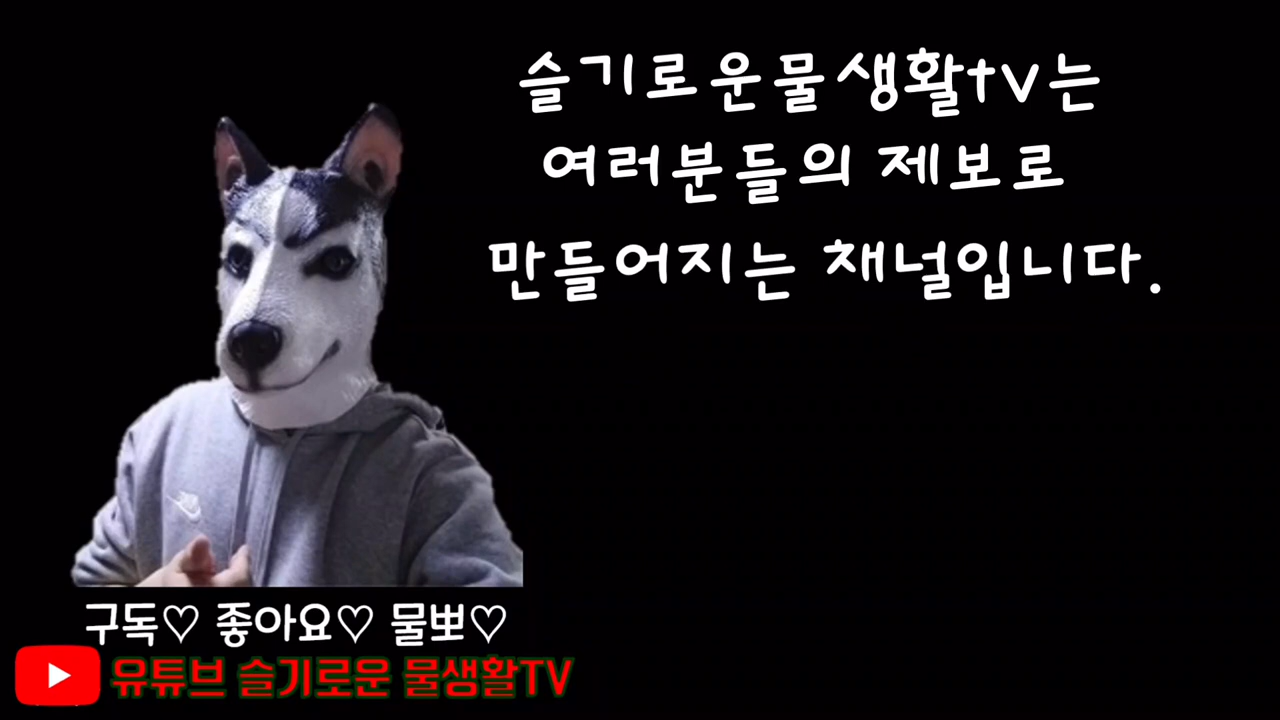 슬기로운물생활tv는
여러분들의 제보로
만들어지는 채널입니다.
구독♡ 좋아요♡ 물뽀♡
유튜브 슬기로운 물생활TV